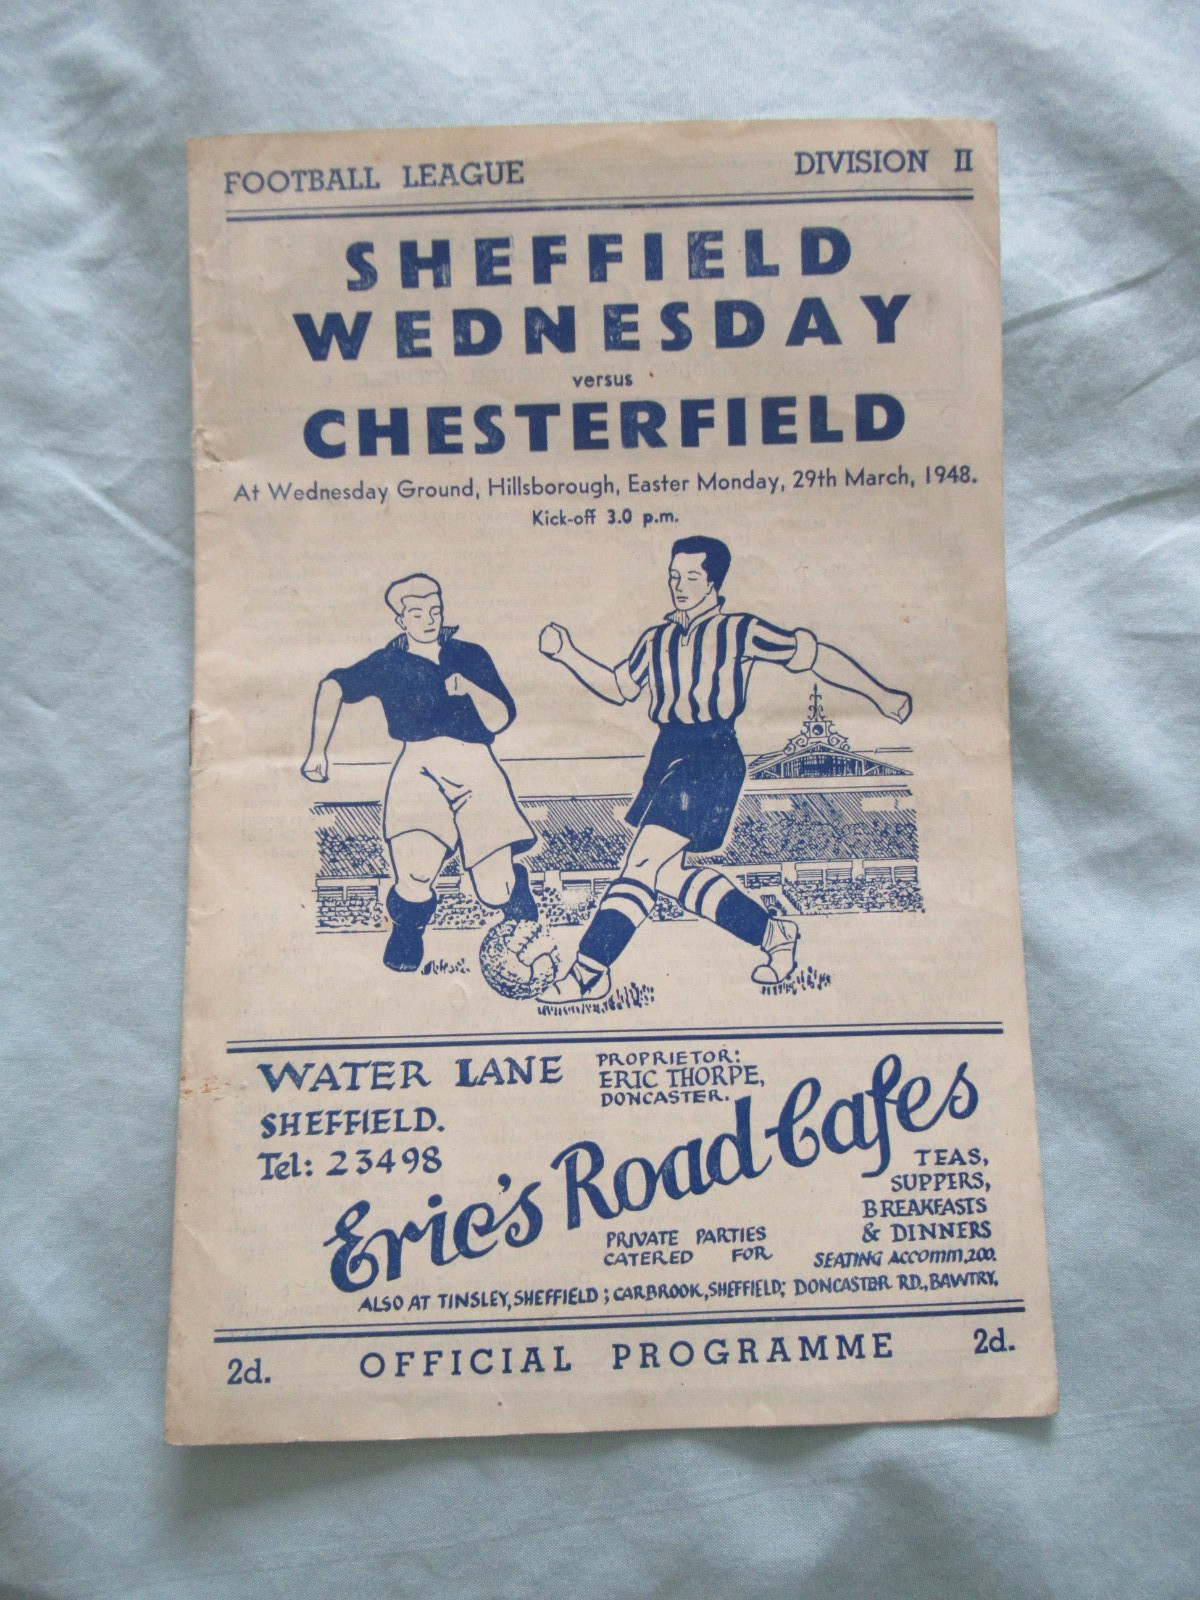 FOOTBALL LEAGUE DIVISION II
SHEFFIELD
WEDNESDAY
versus
CHESTERFIELD
At Wednesday Ground, Hillsborough, Easter Monday, 29th March, 1948.
Kick-off 3.0 p.m.
WATER LANE
SHEFFIELD.
Tel: 23498
PROPRIETOR:
ERIC THORPE,
DONCASTER.
Eric's Road Cafes
TEAS,
SUPPERS,
BREAKFASTS
& DINNERS
SEATING ACCOMM, 200.
PRIVATE PARTIES
CATERED FOR
ALSO AT TINSLEY, SHEFFIELD; CARBROOK, SHEFFIELD; DONCASTER RD., BAWTRY.
2d. OFFICIAL PROGRAMME 2d.